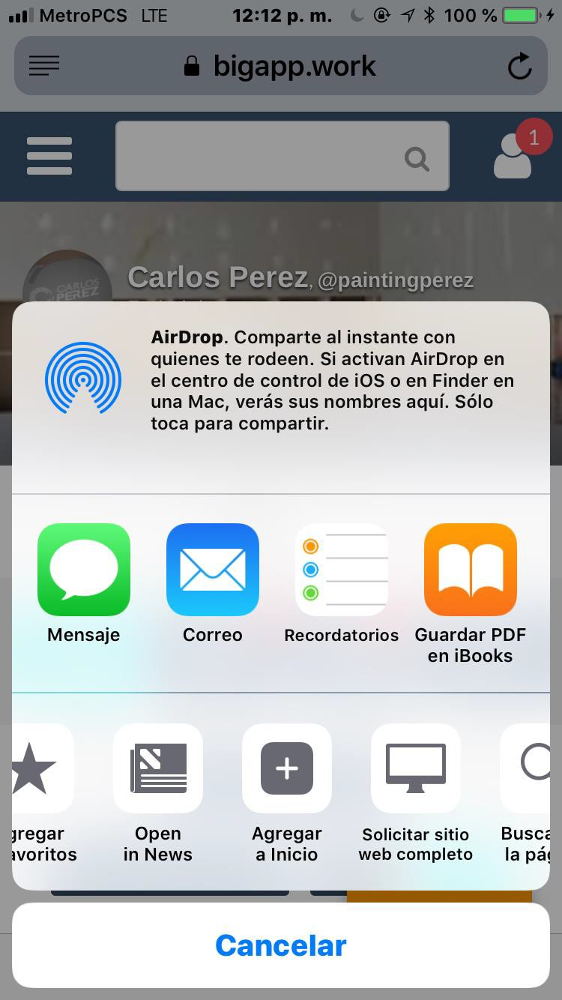 MetroPCS LTE 12:12 p. m. 100 %
bigapp.work
1
Carlos Perez, @paintingperez
CARLOS
PEREZ
AirDrop. Comparte al instante con
quienes te rodeen. Si activan AirDrop en
el centro de control de iOS o en Finder en
una Mac, verás sus nombres aquí. Sólo
toca para compartir.
Mensaje
Correo
Recordatorios
Guardar PDF
en iBooks
gregar
avoritos
Open
in News
Agregar
a Inicio
Solicitar sitio
web completo
Busca
la pá
Cancelar